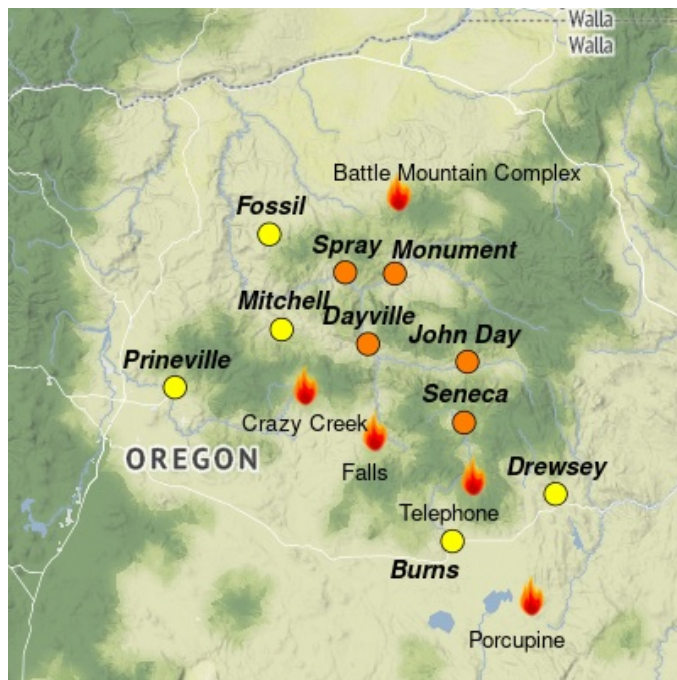 Walla
Walla
Battle Mountain Complex
Fossil
Spray
Monument
Mitchell
Dayville
John Day
Prineville
Seneca
Crazy Creek
OREGON
Falls
Drewsey
Telephone
Burns
Porcupine